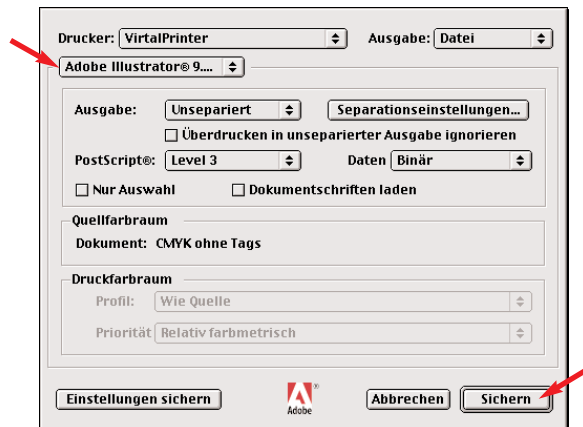 Drucker: VirtalPrinter Ausgabe: Datei
Adobe Illustrator® 9....
Ausgabe: Unsepariert Separationseinstellungen...
Überdrucken in unseparierter Ausgabe ignorieren
PostScript®: Level 3 Daten Binär
Nur Auswahl Dokumentschriften laden
Quellfarbraum
Dokument: CMYK ohne Tags
Druckfarbraum
Profil: Wie Quelle
Priorität Relativ farbmetrisch
Einstellungen sichern Adobe® Abbrechen Sichern